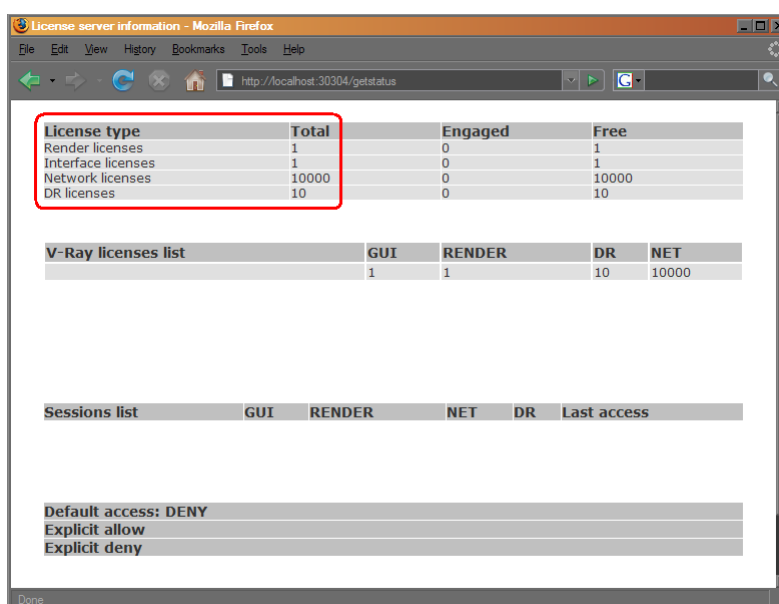 License server information - Mozilla Firefox
File Edit View History Bookmarks Tools Help
http://localhost:30304/getstatus G
License type Total Engaged Free
Render licenses 1 0 1
Interface licenses 1 0 1
Network licenses 10000 0 10000
DR licenses 10 0 10
V-Ray licenses list GUI RENDER DR NET
1 1 10 10000
Sessions list GUI RENDER NET DR Last access
Default access: DENY
Explicit allow
Explicit deny
Done